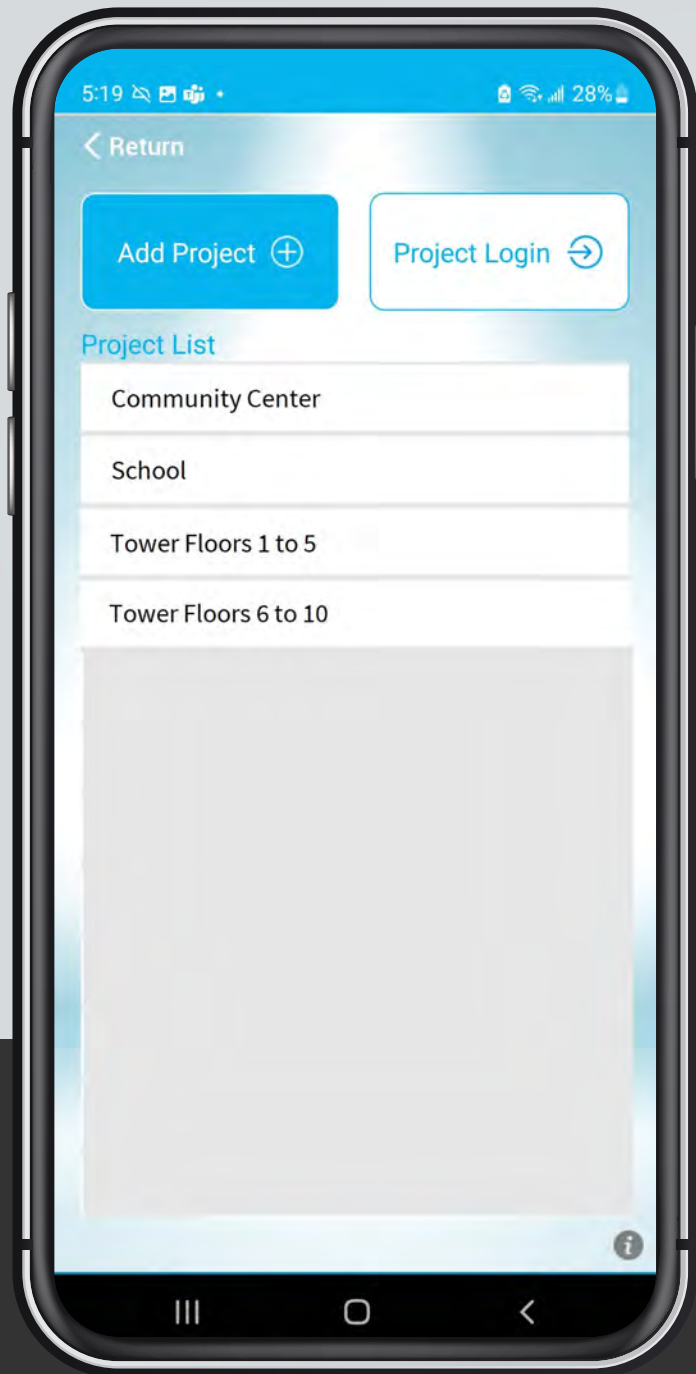 5:19
28%
Return
Add Project
Project Login
Project List
Community Center
School
Tower Floors 1 to 5
Tower Floors 6 to 10